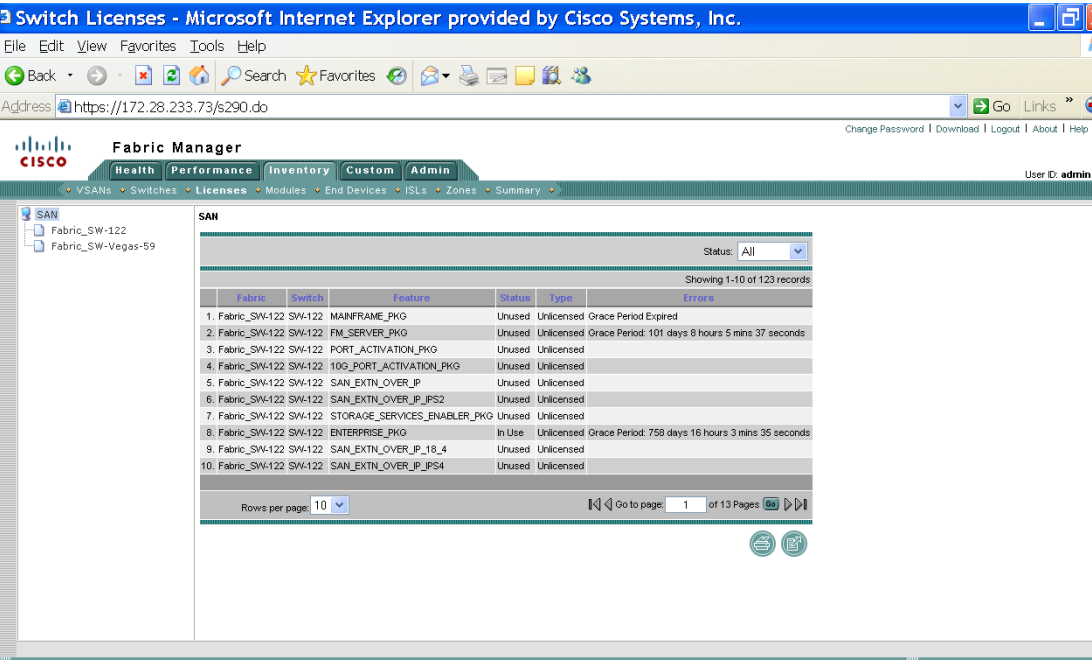 Switch Licenses - Microsoft Internet Explorer provided by Cisco Systems, Inc.
File Edit View Favorites Tools Help
Back Search Favorites
Address https://172.28.233.73/s290.do Go Links »
Change Password | Download | Logout | About | Help
CISCO Fabric Manager
Health Performance Inventory Custom Admin
User ID: admin
VSANs Switches Licenses Modules End Devices ISLs Zones Summary
SAN
Fabric_SW-122
Fabric_SW-Vegas-59
SAN
Status: All
Showing 1-10 of 123 records
Fabric Switch Feature Status Type Errors
1. Fabric_SW-122 SW-122 MAINFRAME_PKG Unused Unlicensed Grace Period Expired
2. Fabric_SW-122 SW-122 FM_SERVER_PKG Unused Unlicensed Grace Period: 101 days 8 hours 5 mins 37 seconds
3. Fabric_SW-122 SW-122 PORT_ACTIVATION_PKG Unused Unlicensed
4. Fabric_SW-122 SW-122 10G_PORT_ACTIVATION_PKG Unused Unlicensed
5. Fabric_SW-122 SW-122 SAN_EXTN_OVER_IP Unused Unlicensed
6. Fabric_SW-122 SW-122 SAN_EXTN_OVER_IP_IPS2 Unused Unlicensed
7. Fabric_SW-122 SW-122 STORAGE_SERVICES_ENABLER_PKG Unused Unlicensed
8. Fabric_SW-122 SW-122 ENTERPRISE_PKG In Use Unlicensed Grace Period: 758 days 16 hours 3 mins 35 seconds
9. Fabric_SW-122 SW-122 SAN_EXTN_OVER_IP_18_4 Unused Unlicensed
10. Fabric_SW-122 SW-122 SAN_EXTN_OVER_IP_IPS4 Unused Unlicensed
Rows per page: 10 Go to page: 1 of 13 Pages Go